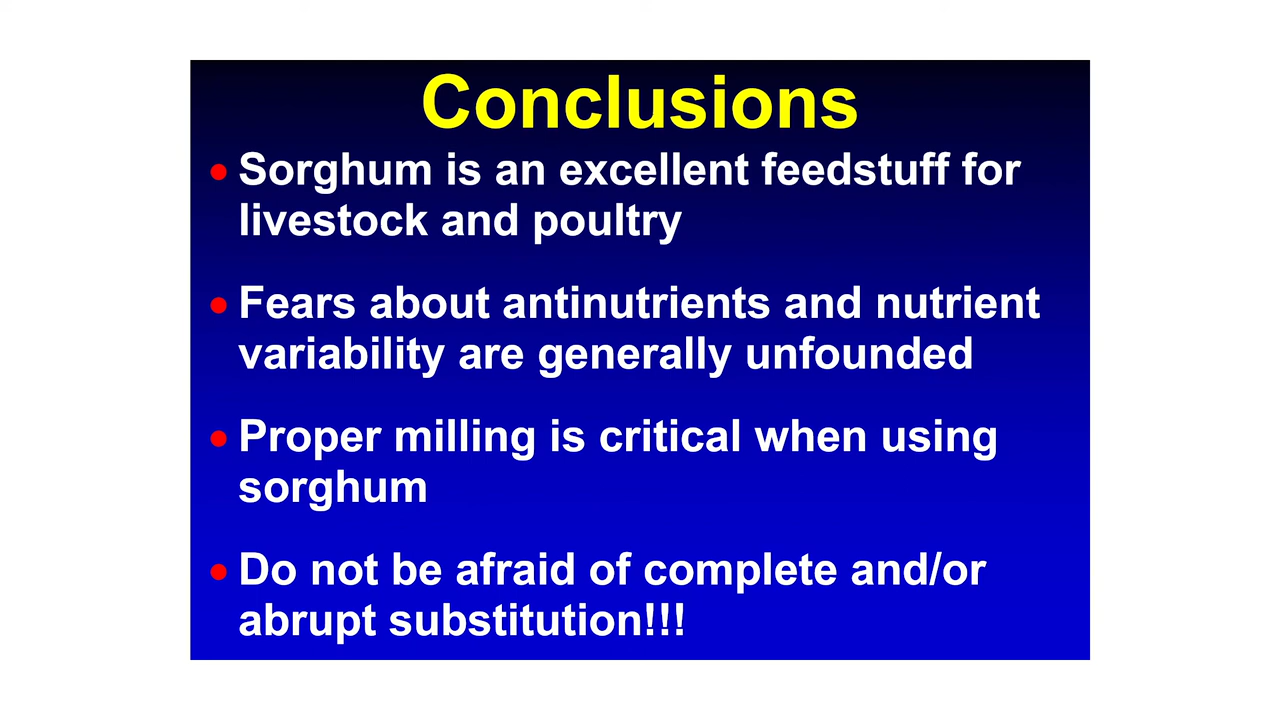 Conclusions
• Sorghum is an excellent feedstuff for
livestock and poultry
• Fears about antinutrients and nutrient
variability are generally unfounded
• Proper milling is critical when using
sorghum
• Do not be afraid of complete and/or
abrupt substitution!!!